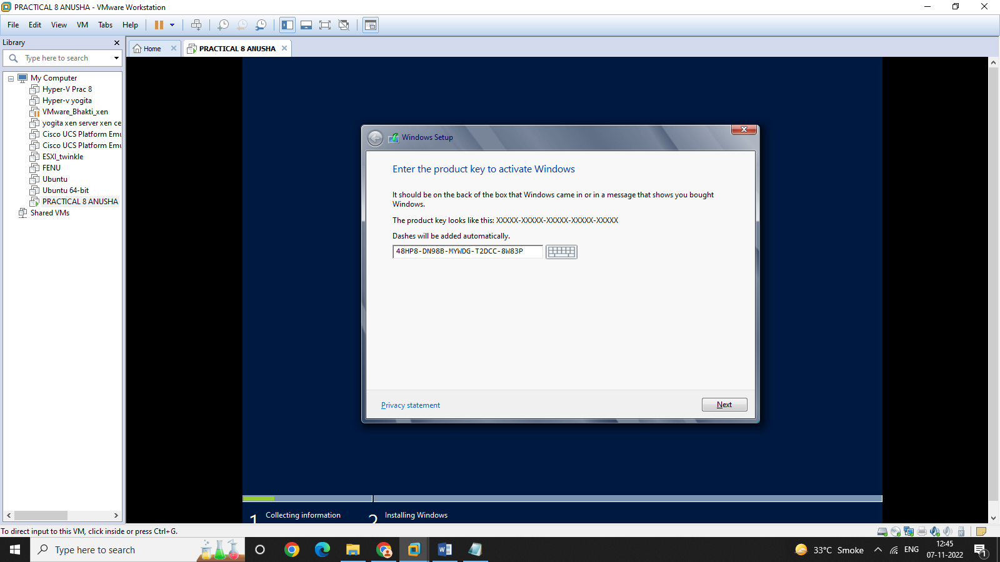 PRACTICAL 8 ANUSHA - VMware Workstation
File Edit View VM Tabs Help
Library
Type here to search
Home
PRACTICAL 8 ANUSHA
My Computer
Hyper-V Prac 8
Hyper-v yogita
VMware_Bhakti_xen
yogita xen server xen ce
Cisco UCS Platform Emu
Cisco UCS Platform Emu
ESXI_twinkle
FENU
Ubuntu
Ubuntu 64-bit
PRACTICAL 8 ANUSHA
Shared VMs
Windows Setup
Enter the product key to activate Windows
It should be on the back of the box that Windows came in or in a message that shows you bought
Windows.
The product key looks like this: XXXXX-XXXXX-XXXXX-XXXXX-XXXXX
Dashes will be added automatically.
48HP8-DN98B-MYWDG-T2DCC-8W83P
Privacy statement
Next
1 Collecting information
2 Installing Windows
To direct input to this VM, click inside or press Ctrl+G.
Type here to search
33°C Smoke
ENG
12:45
07-11-2022
1